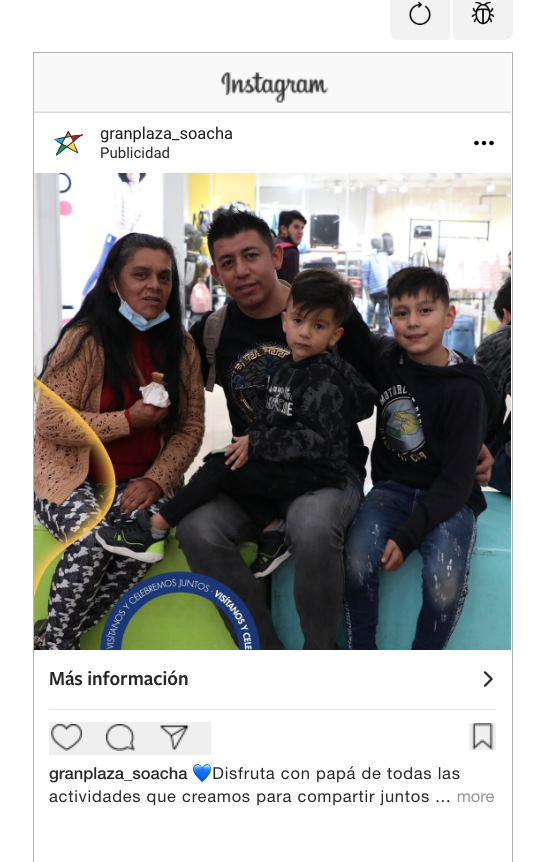 Instagram
granplaza_soacha
Publicidad
VISÍTANOS Y CELEBREMOS JUNTOS · VISÍTANOS Y CELE
Más información
granplaza_soacha 💙Disfruta con papá de todas las
actividades que creamos para compartir juntos ... more